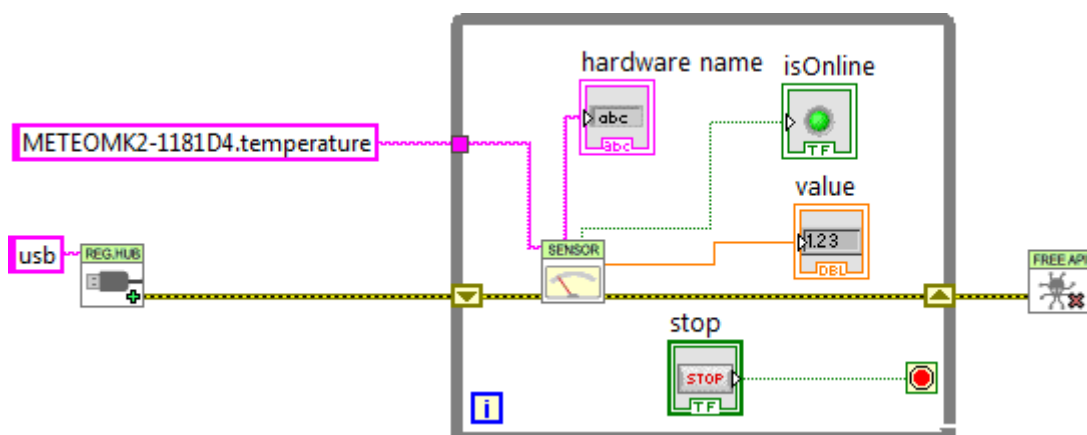 hardware name
isOnline
abc
abc
TF
METEOMK2-1181D4.temperature
value
1.23
DBL
usb
REG.HUB
SENSOR
FREE API
stop
STOP
TF
i